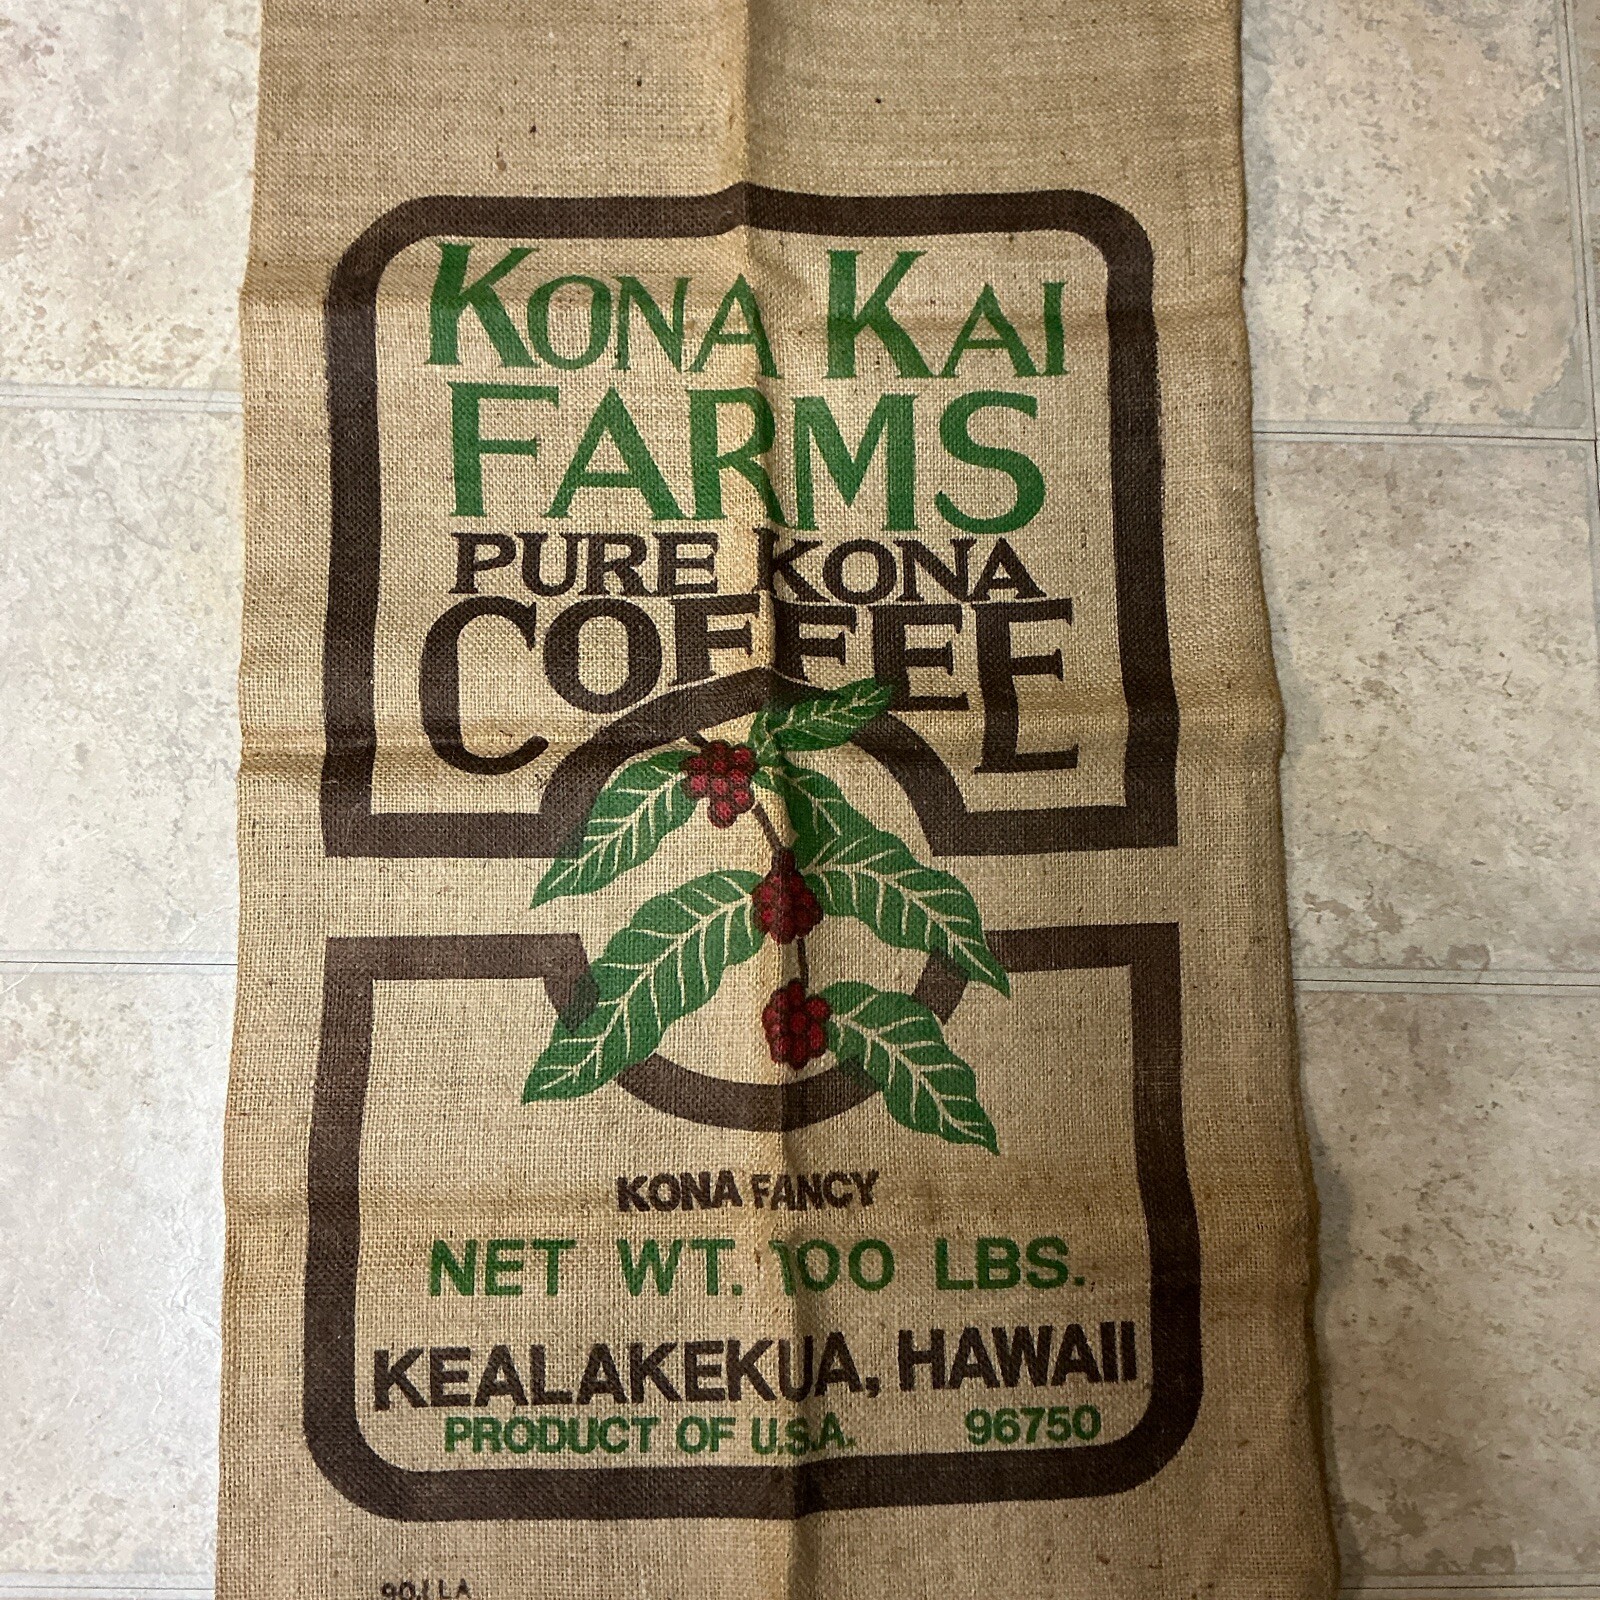 KONA KAI
FARMS
PURE KONA
COFFEE
KONA FANCY
NET WT. 100 LBS.
KEALAKEKUA, HAWAII
PRODUCT OF U.S.A. 96750